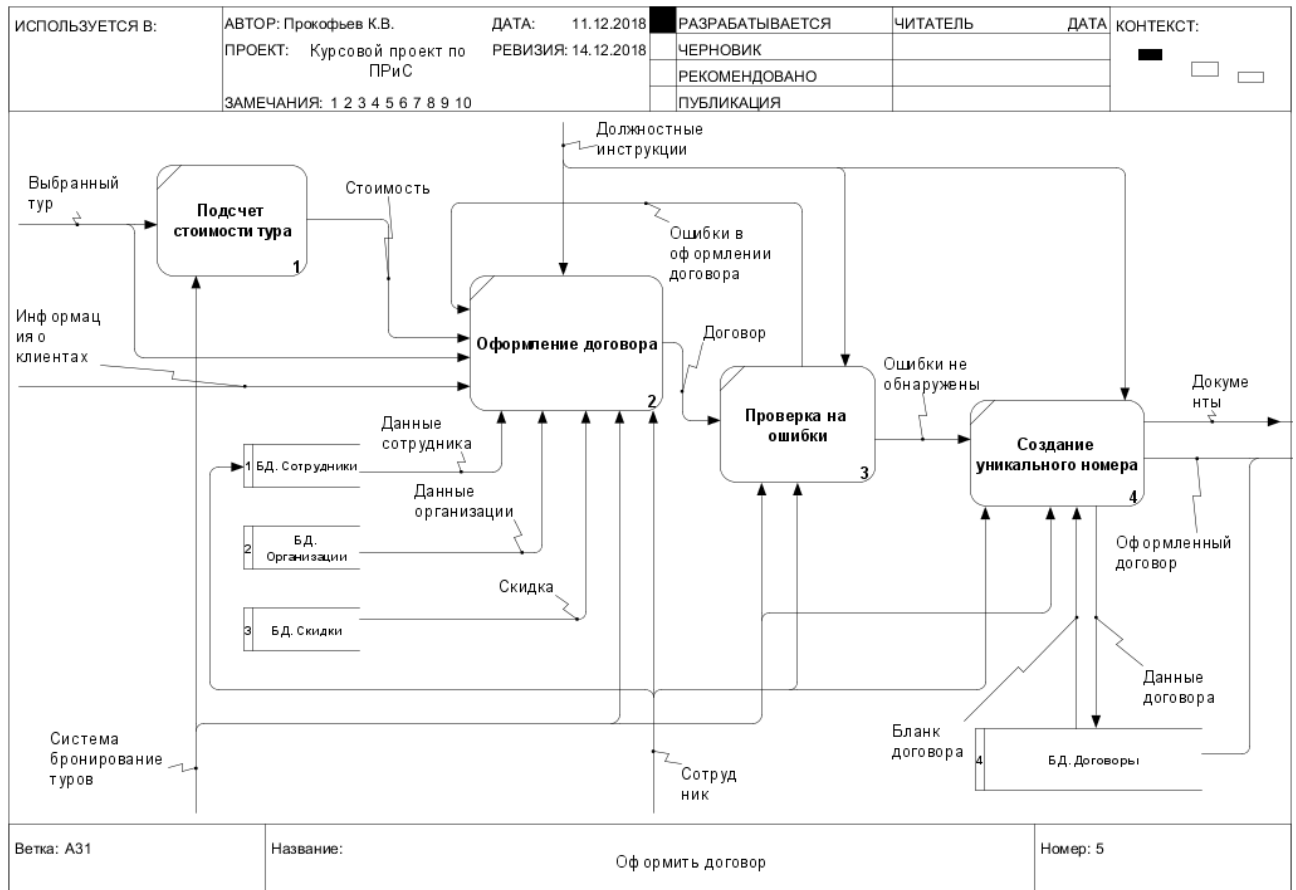 ИСПОЛЬЗУЕТСЯ В:
АВТОР: Прокофьев К.В.
ДАТА: 11.12.2018
РАЗРАБАТЫВАЕТСЯ
ЧИТАТЕЛЬ
ДАТА
КОНТЕКСТ:
ПРОЕКТ: Курсовой проект по
ПРиС
РЕВИЗИЯ: 14.12.2018
ЧЕРНОВИК
РЕКОМЕНДОВАНО
ЗАМЕЧАНИЯ: 1 2 3 4 5 6 7 8 9 10
ПУБЛИКАЦИЯ
Должностные
инструкции
Выбранный
тур
Подсчет
стоимости тура
1
Стоимость
Ошибки в
оформлении
договора
Информац
ия о
клиентах
Оформление договора
2
Договор
Ошибки не
обнаружены
Докуме
нты
Проверка на
ошибки
3
Создание
уникального номера
4
Данные
сотрудника
1 БД. Сотрудники
Данные
организации
2
БД.
Организации
Оформленный
договор
Скидка
3 БД. Скидки
Данные
договора
Бланк
договора
4 БД. Договоры
Система
бронирование
туров
Сотруд
ник
Ветка: A31
Название:
Оформить договор
Номер: 5